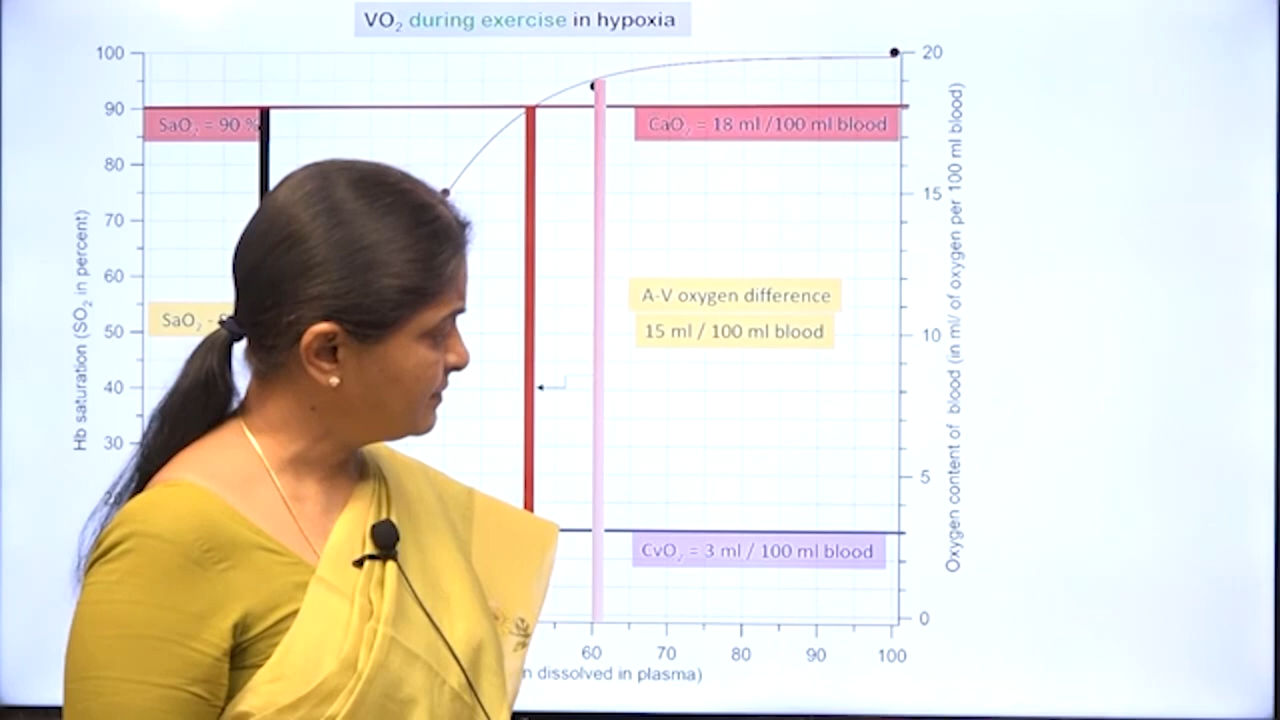 VO₂ during exercise in hypoxia
100
90
80
70
60
50
40
30
Hb saturation (SO₂ in percent)
SaO₂ = 90 %
SaO₂ -
CaO₂ = 18 ml /100 ml blood
A-V oxygen difference
15 ml / 100 ml blood
CvO₂ = 3 ml / 100 ml blood
20
15
10
5
0
Oxygen content of blood (in ml of oxygen per 100 ml blood)
60 70 80 90 100
dissolved in plasma)